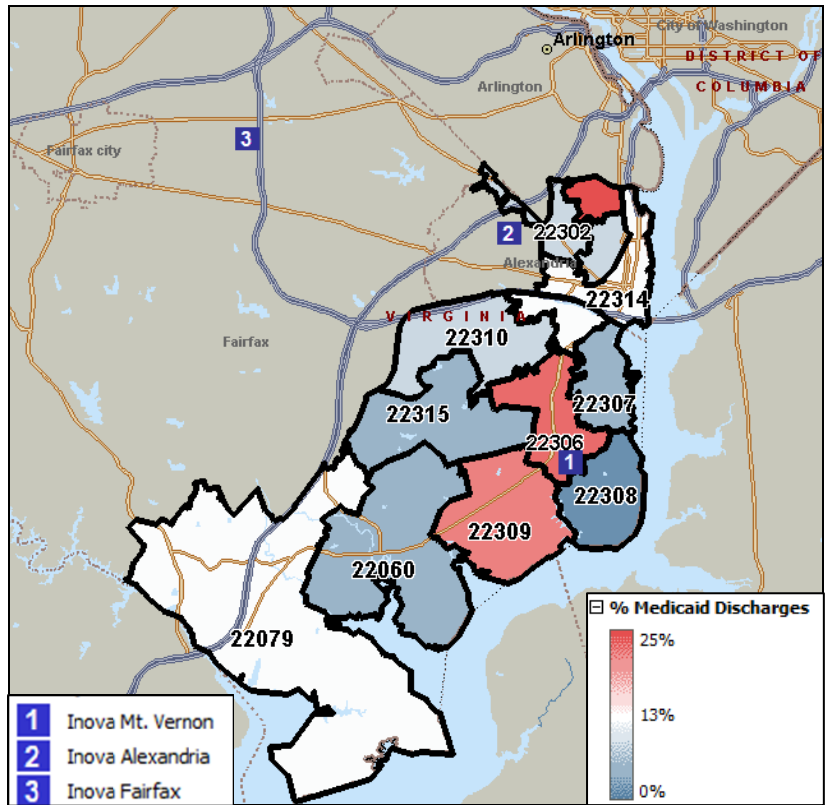 City of Washington
Arlington
DISTRICT OF
COLUMBIA
Arlington
3
Fairfax city
2
22302
Alexandria
22314
VIRGINIA
22310
Fairfax
22307
22315
22306
1
22308
22309
22060
22079
% Medicaid Discharges
25%
13%
0%
1 Inova Mt. Vernon
2 Inova Alexandria
3 Inova Fairfax